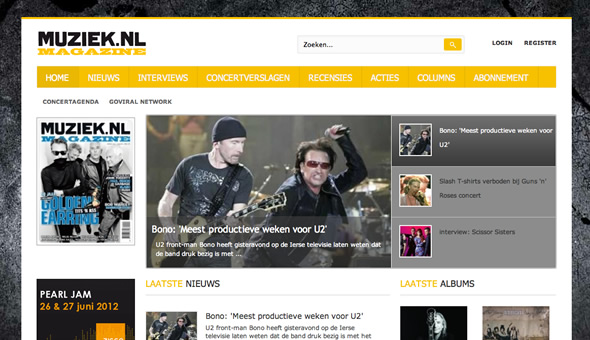 MUZIEK.NL
MAGAZINE
Zoeken...
LOGIN REGISTER
HOME NIEUWS INTERVIEWS CONCERTVERSLAGEN RECENSIES ACTIES COLUMNS ABONNEMENT
CONCERTAGENDA GOVIRAL NETWORK
MUZIEK.NL
MAGAZINE
GOLDEN
EARRING
Bono: 'Meest productieve weken voor U2'
U2 front-man Bono heeft gisteravond op de Ierse televisie laten weten dat
de band druk bezig is met ...
Bono: 'Meest productieve weken voor
U2'
Slash T-shirts verboden bij Guns 'n'
Roses concert
interview: Scissor Sisters
PEARL JAM
26 & 27 juni 2012
ZIGGO
LAATSTE NIEUWS
Bono: 'Meest productieve weken voor U2'
U2 front-man Bono heeft gisteravond op de
Ierse televisie laten weten dat de band druk bezig is met het
LAATSTE ALBUMS